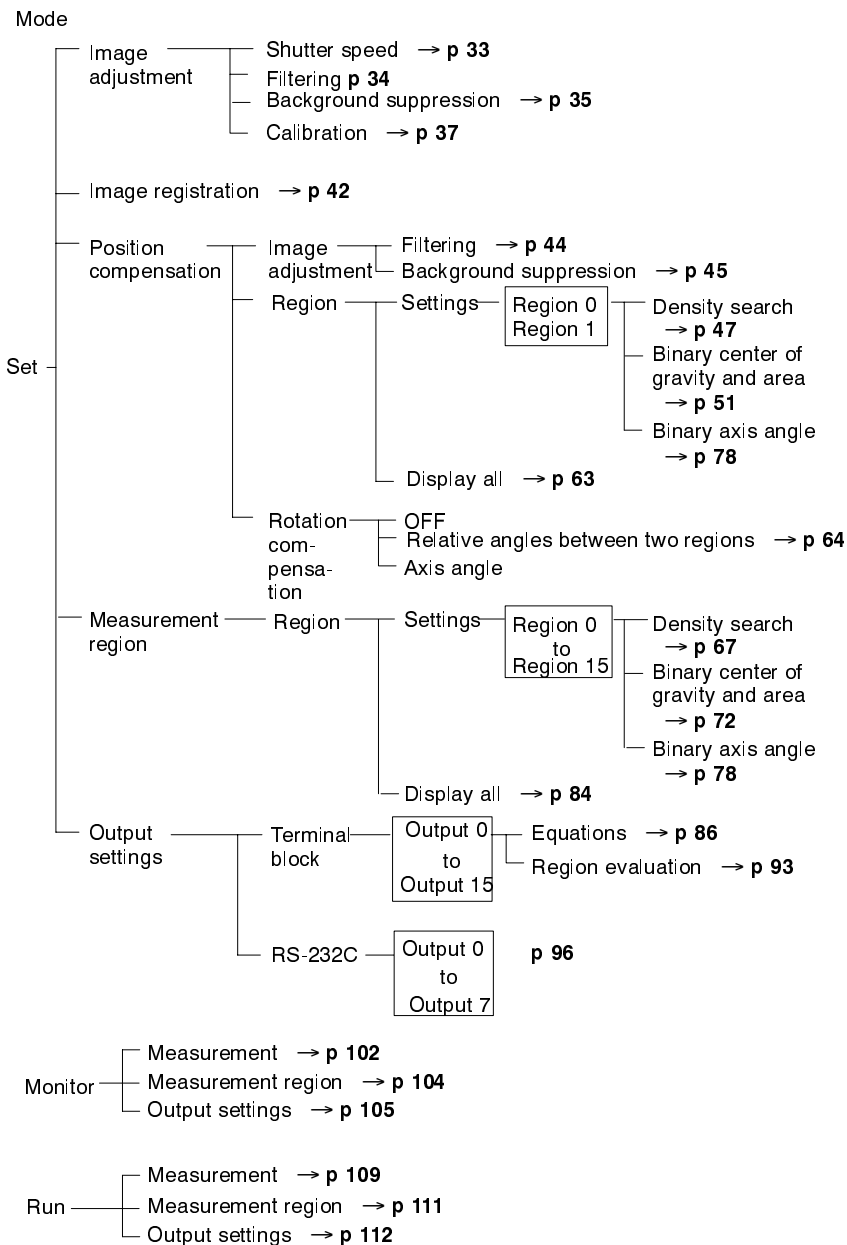 Mode
Image
adjustment
Shutter speed → p 33
Filtering p 34
Background suppression → p 35
Calibration → p 37
Image registration → p 42
Position
compensation
Image
adjustment
Filtering → p 44
Background suppression → p 45
Region
Settings
Region 0
Region 1
Density search
→ p 47
Binary center of
gravity and area
→ p 51
Binary axis angle
→ p 78
Set
Display all → p 63
Rotation
com-
pensa-
tion
OFF
Relative angles between two regions → p 64
Axis angle
Measurement
region
Region
Settings
Region 0
to
Region 15
Density search
→ p 67
Binary center of
gravity and area
→ p 72
Binary axis angle
→ p 78
Display all → p 84
Output
settings
Terminal
block
Output 0
to
Output 15
Equations → p 86
Region evaluation → p 93
RS-232C
Output 0
to
Output 7
p 96
Monitor
Measurement → p 102
Measurement region → p 104
Output settings → p 105
Run
Measurement → p 109
Measurement region → p 111
Output settings → p 112